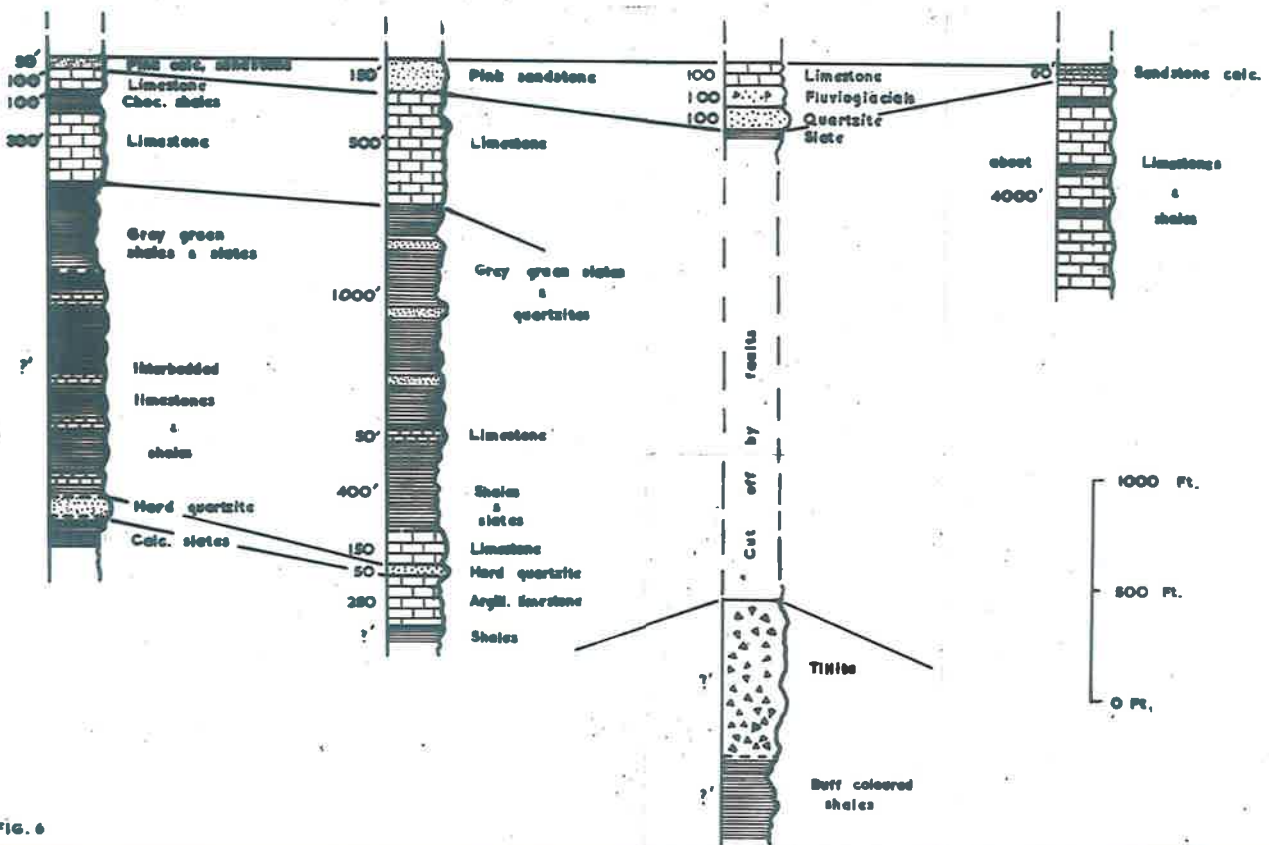 50' Pink calc. sandstone
100' Limestone
100' Choc. shales
300' Limestone
Grey green
shales & slates
?' Interbedded
limestones
&
shales
Hard quartzite
Calc. slates
150' Pink sandstone
500' Limestone
Grey green slates
&
quartzites
1000'
50' Limestone
400' Shales
&
slates
150 Limestone
50 Hard quartzite
250 Argill. limestone
?' Shales
100 Limestone
100 Fluvioglacials
100 Quartzite
Slate
Cut off by faults
?' Tillite
?' Buff coloured
shales
60' Sandstone calc.
about Limestones
4000' &
shales
1000 Ft.
500 Ft.
0 Ft.
FIG. 6